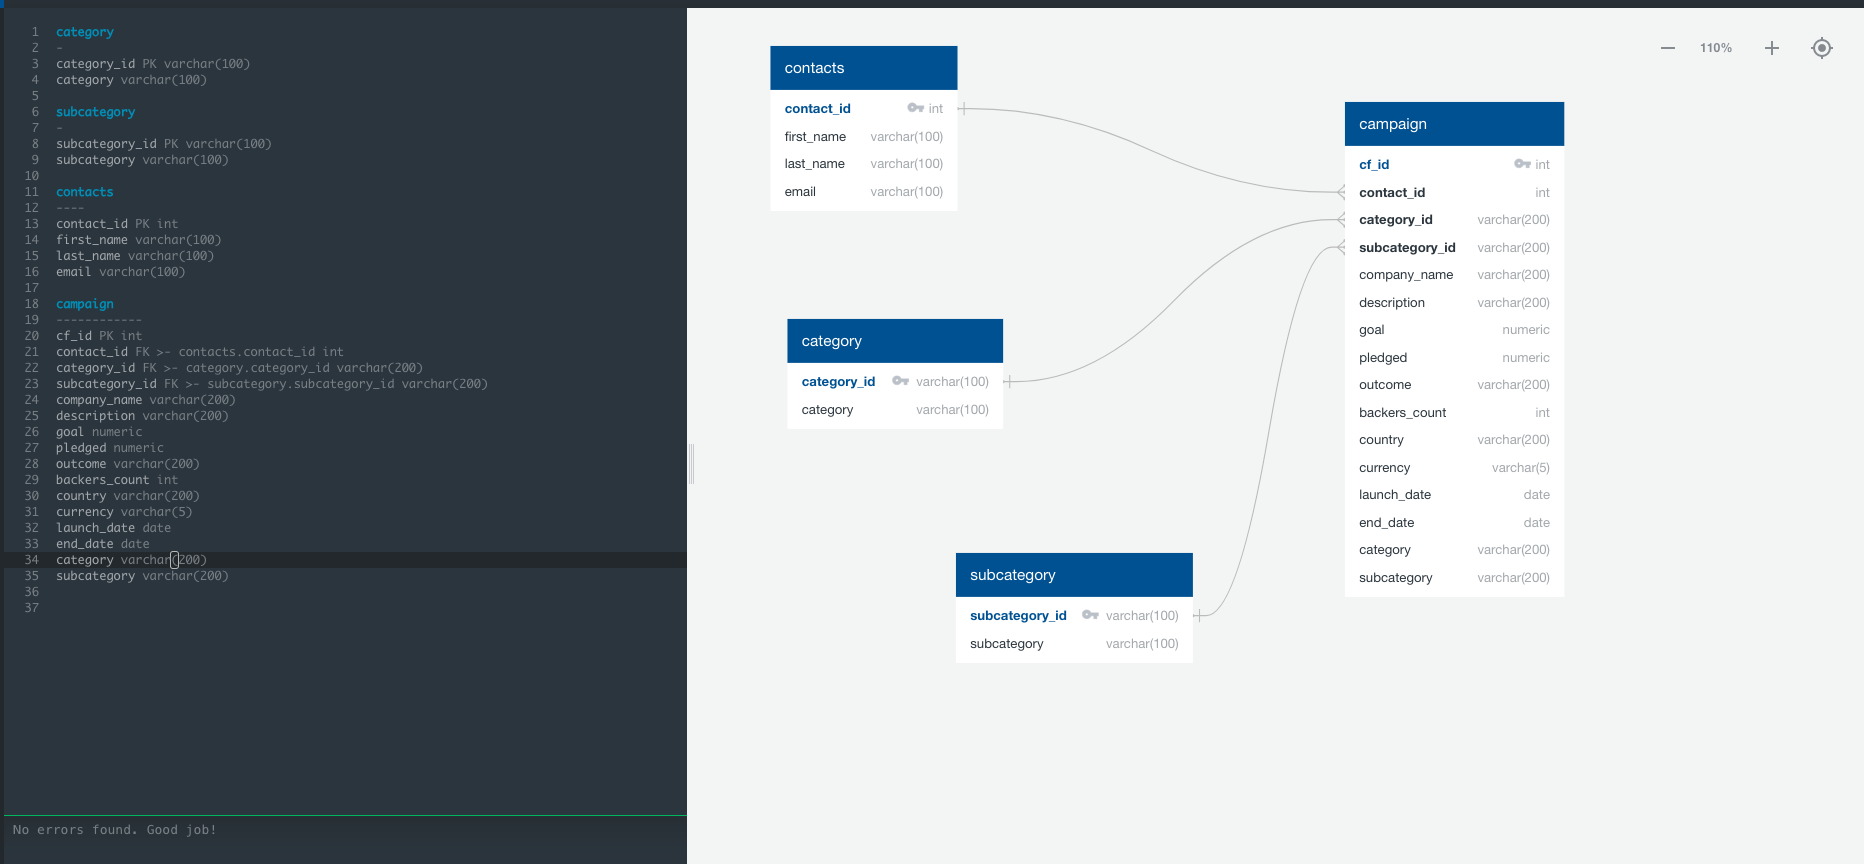 1 category
2 -
3 category_id PK varchar(100)
4 category varchar(100)
5
6 subcategory
7 -
8 subcategory_id PK varchar(100)
9 subcategory varchar(100)
10
11 contacts
12 ----
13 contact_id PK int
14 first_name varchar(100)
15 last_name varchar(100)
16 email varchar(100)
17
18 campaign
19 ------------
20 cf_id PK int
21 contact_id FK >- contacts.contact_id int
22 category_id FK >- category.category_id varchar(200)
23 subcategory_id FK >- subcategory.subcategory_id varchar(200)
24 company_name varchar(200)
25 description varchar(200)
26 goal numeric
27 pledged numeric
28 outcome varchar(200)
29 backers_count int
30 country varchar(200)
31 currency varchar(5)
32 launch_date date
33 end_date date
34 category varchar(200)
35 subcategory varchar(200)
36
37
No errors found. Good job!
110%
contacts
contact_id int
first_name varchar(100)
last_name varchar(100)
email varchar(100)
category
category_id varchar(100)
category varchar(100)
subcategory
subcategory_id varchar(100)
subcategory varchar(100)
campaign
cf_id int
contact_id int
category_id varchar(200)
subcategory_id varchar(200)
company_name varchar(200)
description varchar(200)
goal numeric
pledged numeric
outcome varchar(200)
backers_count int
country varchar(200)
currency varchar(5)
launch_date date
end_date date
category varchar(200)
subcategory varchar(200)